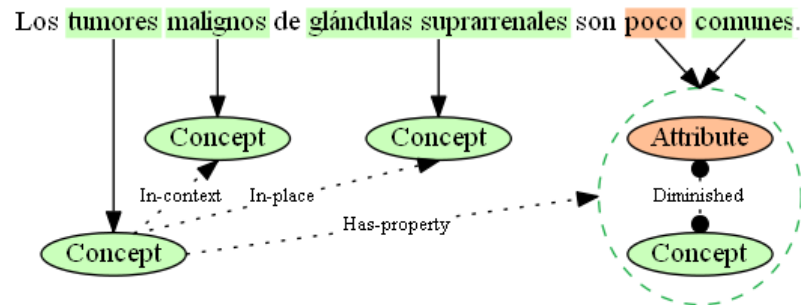 Los tumores malignos de glándulas suprarrenales son poco comunes.
Concept Concept Attribute
In-context In-place Diminished
Has-property
Concept Concept